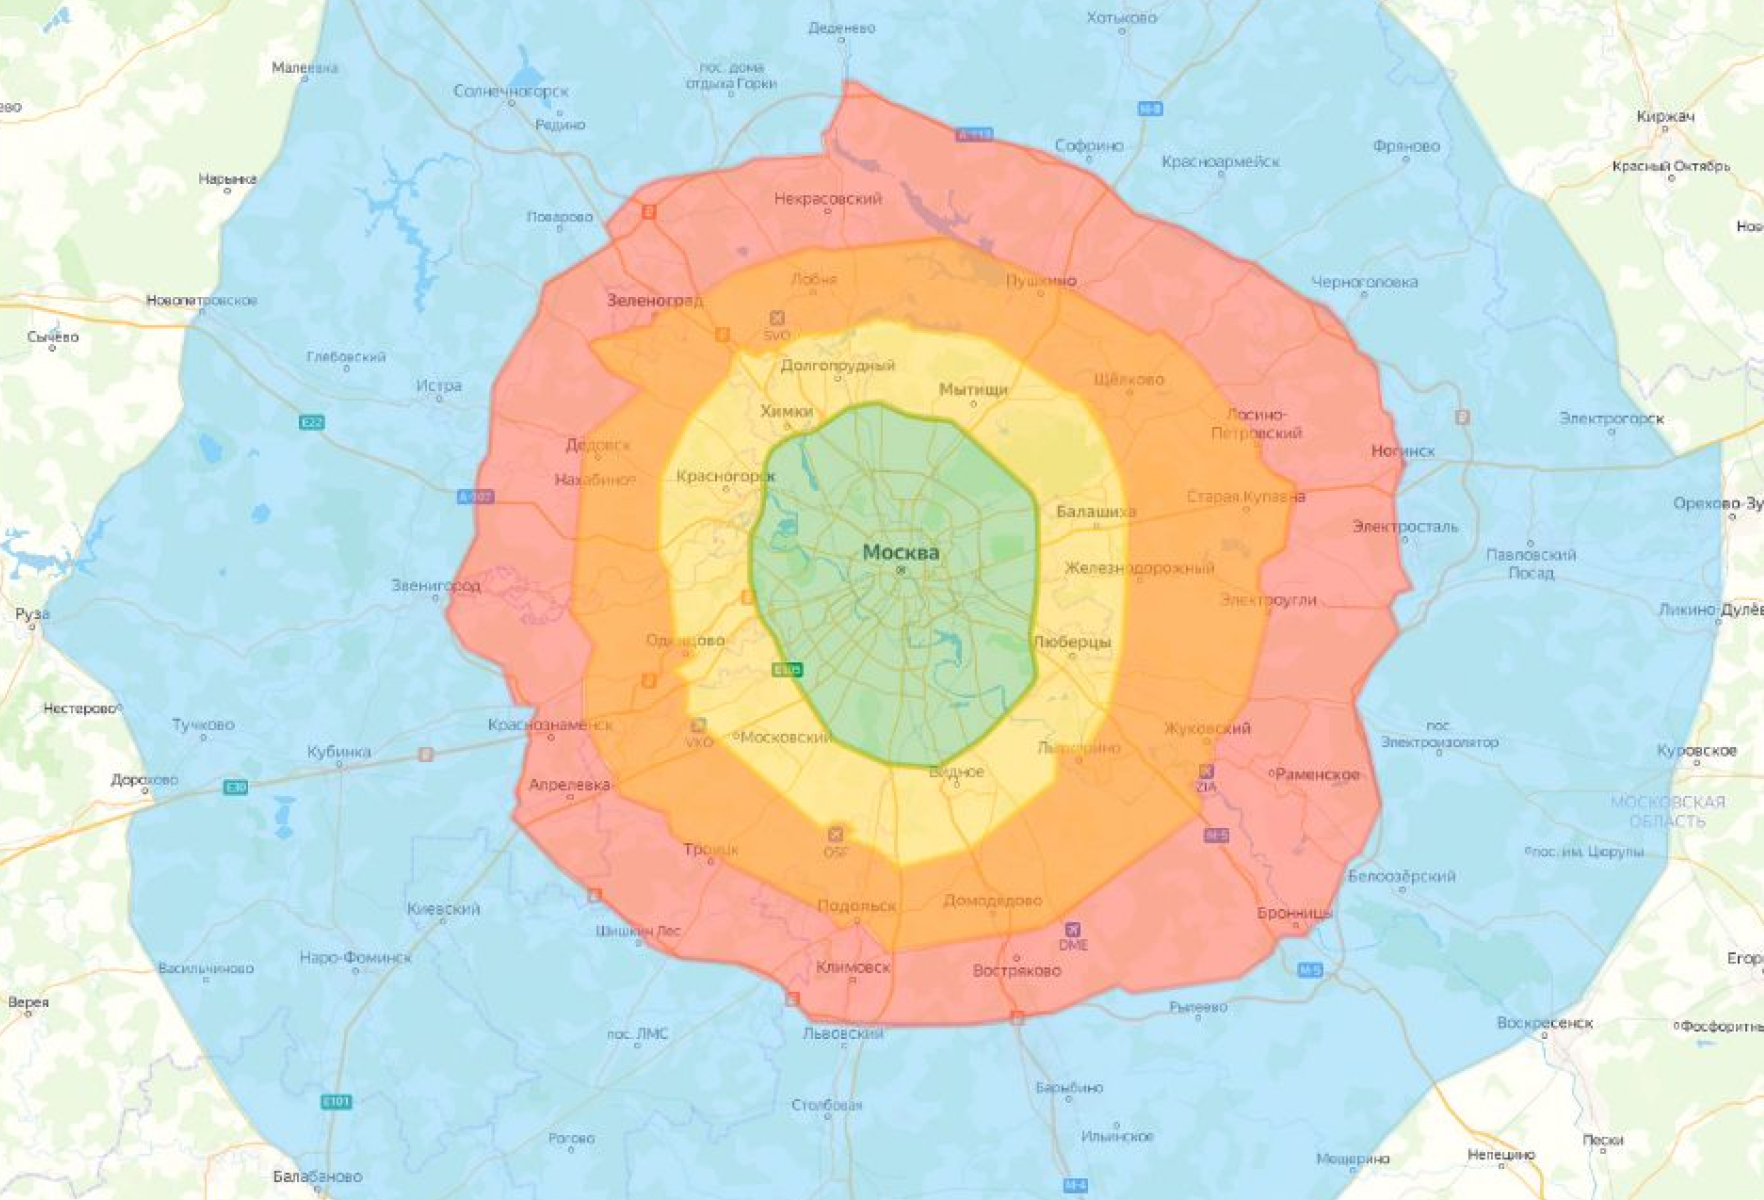 Деденево
Хотьково
Малеевка
пос. дома
отдыха Горки
Солнечногорск
Редино
М-8
Киржач
A-113
Софрино
Фряново
Красноармейск
Красный Октябрь
Нарынка
Некрасовский
Поварово
Ново
Лобня
Пушкино
Черноголовка
Новопетровское
Зеленоград
SVO
Сычёво
Глебовский
Истра
Долгопрудный
Мытищи
Щёлково
Химки
Лосино-
Петровский
Электрогорск
E22
Дедовск
Ногинск
Нахабино
Красногорск
A-107
Старая Купавна
Орехово-Зу
Балашиха
Электросталь
Москва
Павловский
Посад
Железнодорожный
Звенигород
Электроугли
Руза
Ликино-Дулёв
Одинцово
Люберцы
E105
Нестерово
Тучково
Краснознаменск
VKO
Московский
Лыткарино
Жуковский
пос.
Электроизолятор
Кубинка
Куровское
Дорохово
E30
Апрелевка
Видное
ZIA
Раменское
МОСКОВСКАЯ
ОБЛАСТЬ
OSF
M-5
Троицк
пос. им. Цюрупы
Белоозёрский
Киевский
Подольск
Домодедово
Бронницы
Шишкин Лес
DME
Васильчиново
Наро-Фоминск
Климовск
Востряково
M-5
Егор
Верея
Рылеево
пос. ЛМС
Львовский
Воскресенск
Фосфоритны
E101
Барыбино
Столбовая
Рогово
Ильинское
Пески
Мещерино
Непецино
Балабаново
M-4